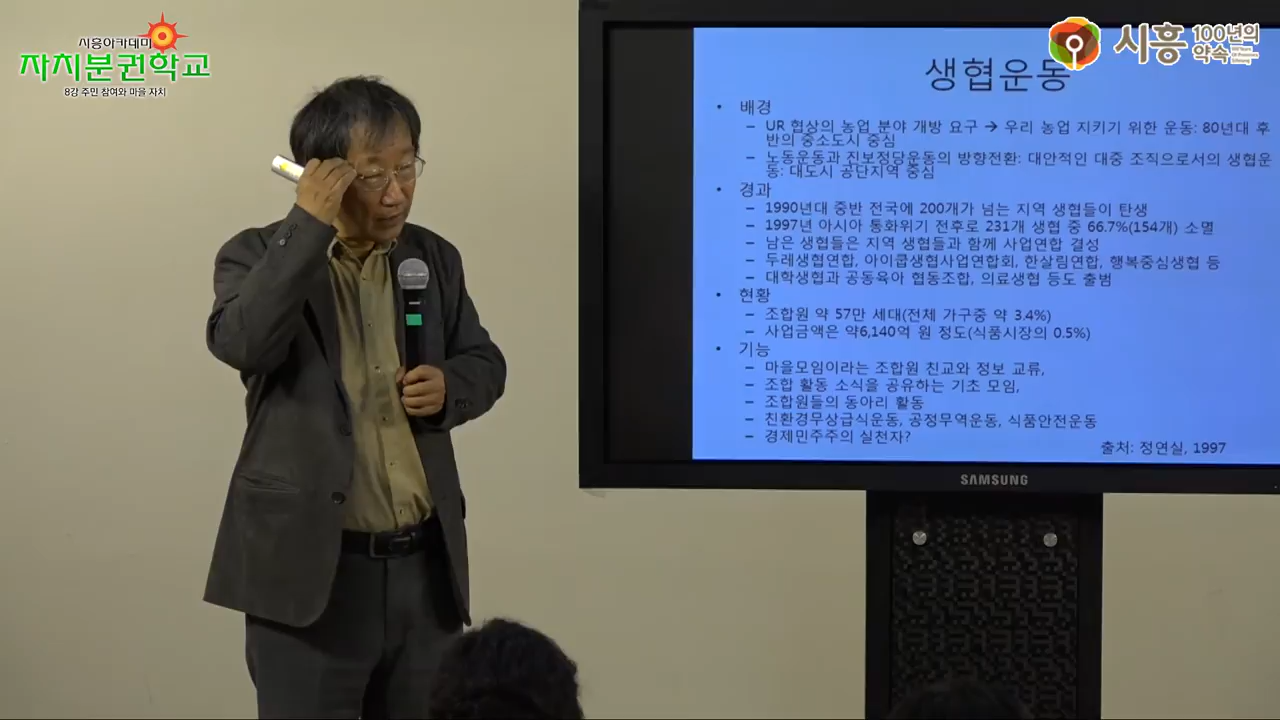 시흥아카데미
자치분권학교
8강 주민 참여와 마을 자치
시흥 100년의 약속
생협운동
• 배경
– UR 협상의 농업 분야 개방 요구 → 우리 농업 지키기 위한 운동: 80년대 후
반의 중소도시 중심
– 노동운동과 진보정당운동의 방향전환: 대안적인 대중 조직으로서의 생협운
동: 대도시 공단지역 중심
• 경과
– 1990년대 중반 전국에 200개가 넘는 지역 생협들이 탄생
– 1997년 아시아 통화위기 전후로 231개 생협 중 66.7%(154개) 소멸
– 남은 생협들은 지역 생협들과 함께 사업연합 결성
– 두레생협연합, 아이쿱생협사업연합회, 한살림연합, 행복중심생협 등
– 대학생협과 공동육아 협동조합, 의료생협 등도 출범
• 현황
– 조합원 약 57만 세대(전체 가구중 약 3.4%)
– 사업금액은 약6,140억 원 정도(식품시장의 0.5%)
• 기능
– 마을모임이라는 조합원 친교와 정보 교류,
– 조합 활동 소식을 공유하는 기초 모임,
– 조합원들의 동아리 활동
– 친환경무상급식운동, 공정무역운동, 식품안전운동
– 경제민주주의 실천자?
출처: 정연실, 1997
SAMSUNG